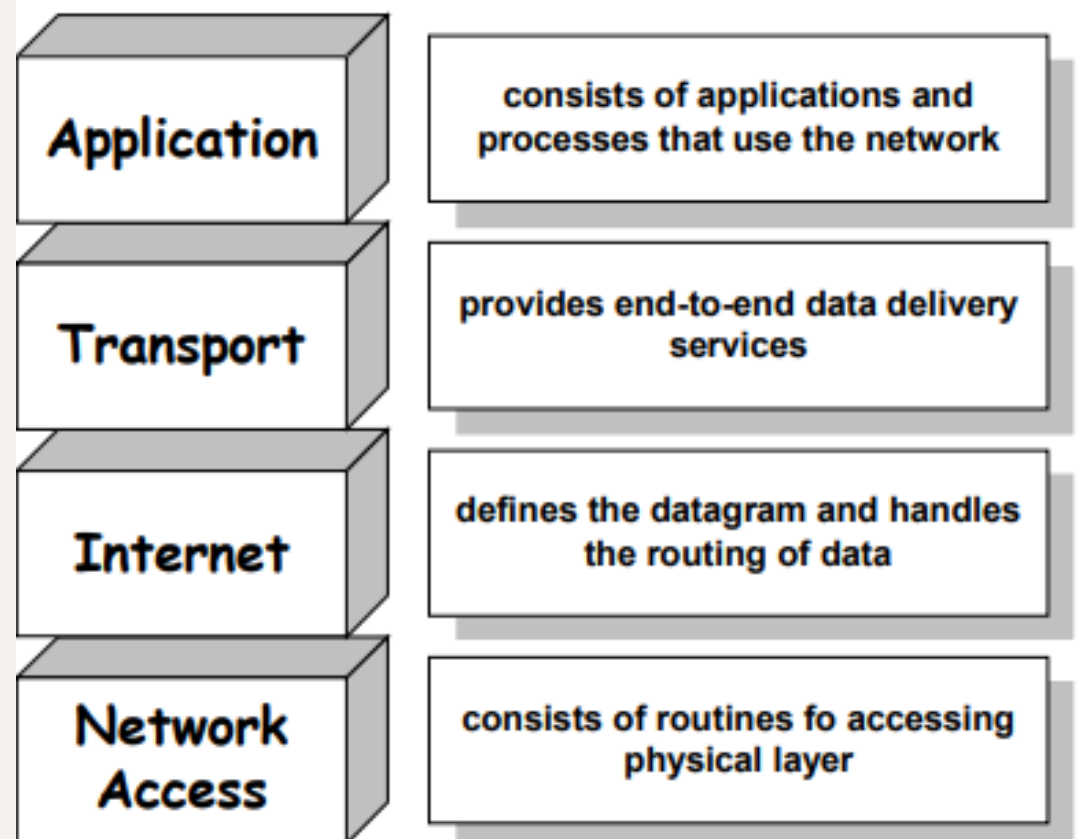 Application
consists of applications and
processes that use the network
Transport
provides end-to-end data delivery
services
Internet
defines the datagram and handles
the routing of data
Network
Access
consists of routines fo accessing
physical layer